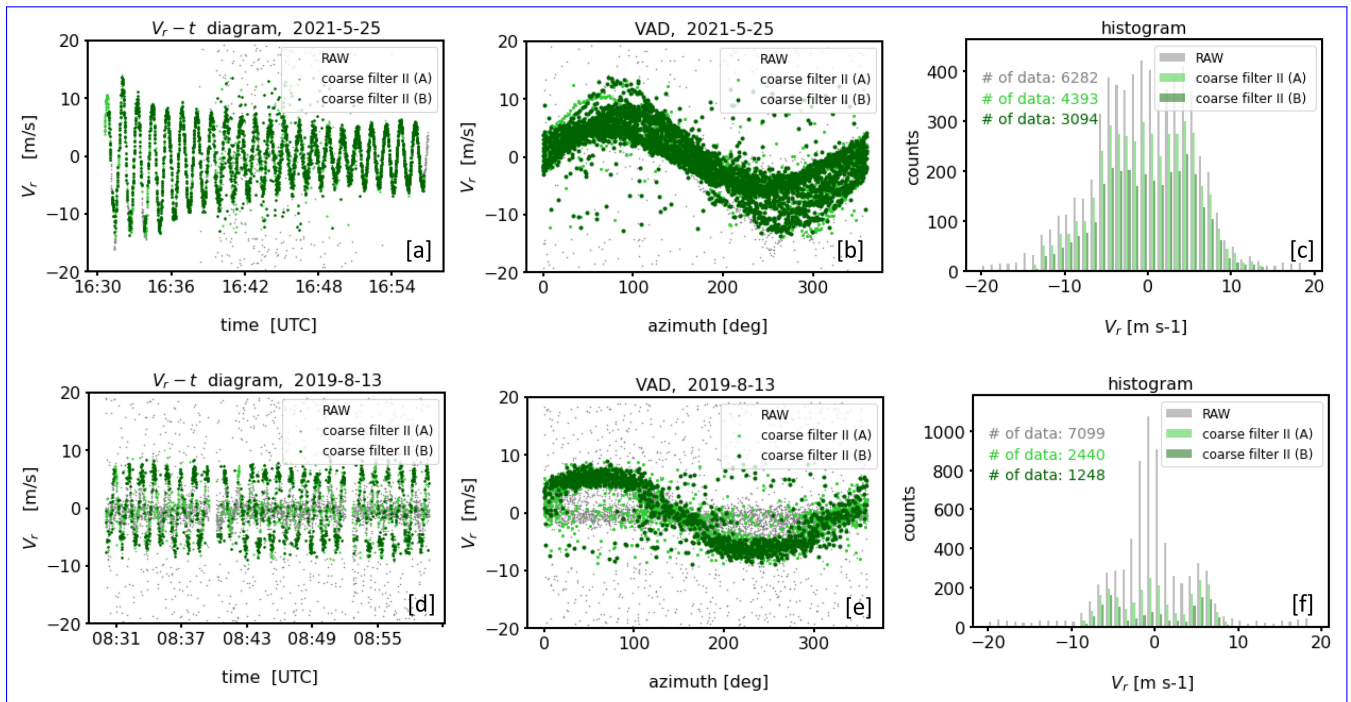 V_r − t diagram, 2021-5-25
20
10
0
−10
−20
V_r [m/s]
RAW
coarse filter II (A)
coarse filter II (B)
[a]
16:30 16:36 16:42 16:48 16:54
time [UTC]
VAD, 2021-5-25
20
10
0
−10
−20
V_r [m/s]
RAW
coarse filter II (A)
coarse filter II (B)
[b]
0 100 200 300
azimuth [deg]
histogram
400
300
200
100
0
counts
# of data: 6282
# of data: 4393
# of data: 3094
RAW
coarse filter II (A)
coarse filter II (B)
[c]
−20 −10 0 10 20
V_r [m s-1]
V_r − t diagram, 2019-8-13
20
10
0
−10
−20
V_r [m/s]
RAW
coarse filter II (A)
coarse filter II (B)
[d]
08:31 08:37 08:43 08:49 08:55
time [UTC]
VAD, 2019-8-13
20
10
0
−10
−20
V_r [m/s]
RAW
coarse filter II (A)
coarse filter II (B)
[e]
0 100 200 300
azimuth [deg]
histogram
1000
800
600
400
200
0
counts
# of data: 7099
# of data: 2440
# of data: 1248
RAW
coarse filter II (A)
coarse filter II (B)
[f]
−20 −10 0 10 20
V_r [m s-1]